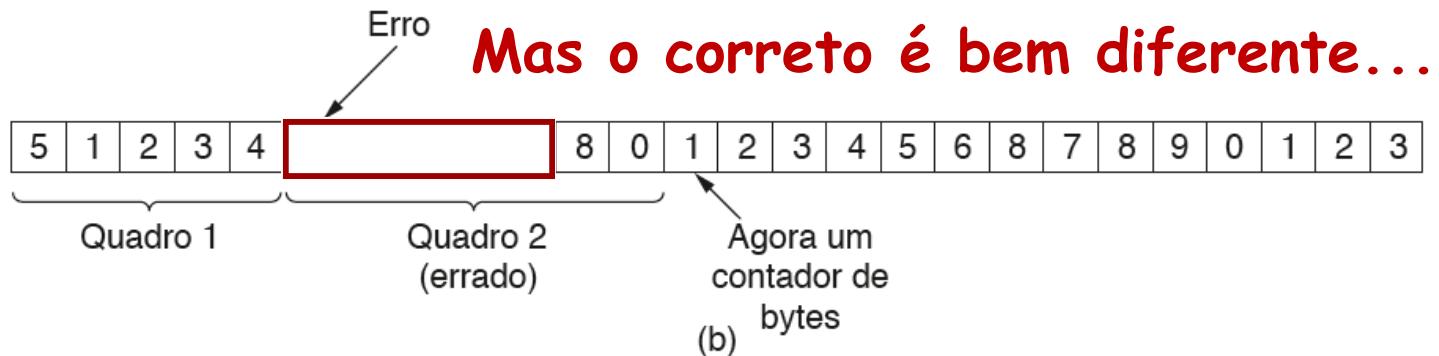 Erro
Mas o correto é bem diferente...
5 1 2 3 4 8 0 1 2 3 4 5 6 8 7 8 9 0 1 2 3
Quadro 1
Quadro 2
(errado)
Agora um
contador de
bytes
(b)